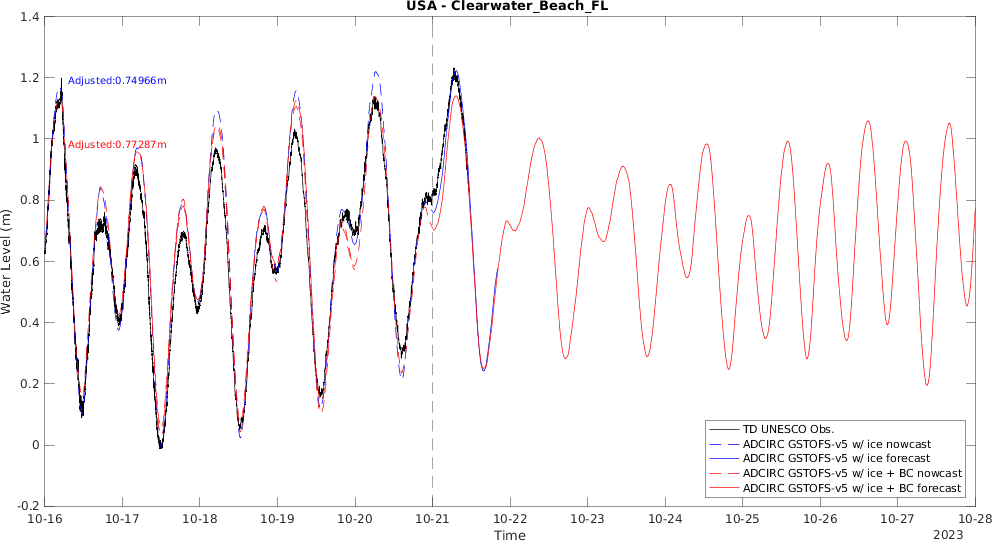 USA - Clearwater_Beach_FL
1.4
1.2
1
0.8
0.6
0.4
0.2
0
-0.2
Water Level (m)
Adjusted:0.74966m
Adjusted:0.77287m
TD UNESCO Obs.
ADCIRC GSTOFS-v5 w/ ice nowcast
ADCIRC GSTOFS-v5 w/ ice forecast
ADCIRC GSTOFS-v5 w/ ice + BC nowcast
ADCIRC GSTOFS-v5 w/ ice + BC forecast
10-16 10-17 10-18 10-19 10-20 10-21 10-22 10-23 10-24 10-25 10-26 10-27 10-28
Time
2023